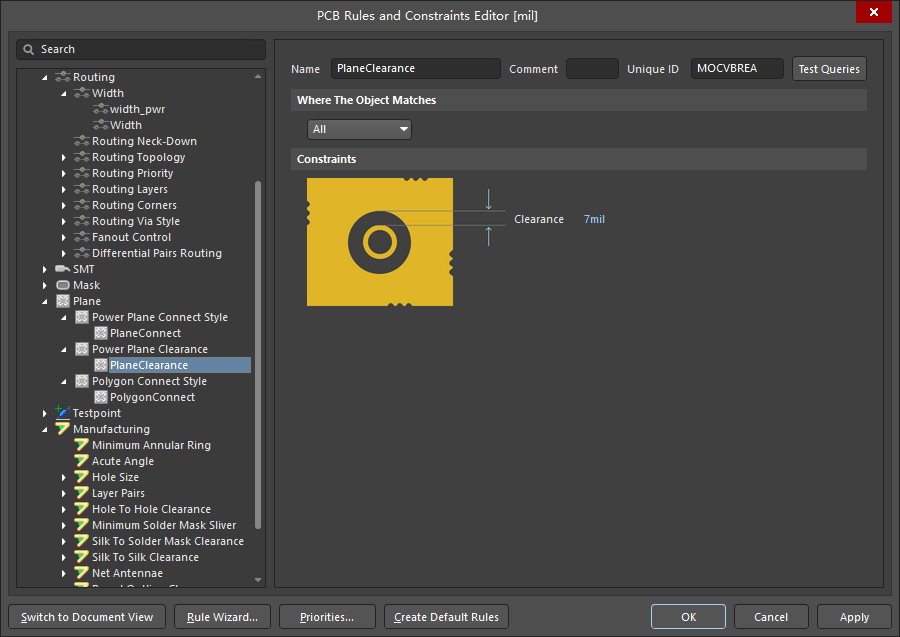 PCB Rules and Constraints Editor [mil]
Search
Routing
Width
width_pwr
Width
Routing Neck-Down
Routing Topology
Routing Priority
Routing Layers
Routing Corners
Routing Via Style
Fanout Control
Differential Pairs Routing
SMT
Mask
Plane
Power Plane Connect Style
PlaneConnect
Power Plane Clearance
PlaneClearance
Polygon Connect Style
PolygonConnect
Testpoint
Manufacturing
Minimum Annular Ring
Acute Angle
Hole Size
Layer Pairs
Hole To Hole Clearance
Minimum Solder Mask Sliver
Silk To Solder Mask Clearance
Silk To Silk Clearance
Net Antennae
Name PlaneClearance Comment Unique ID MOCVBREA Test Queries
Where The Object Matches
All
Constraints
Clearance 7mil
Switch to Document View Rule Wizard... Priorities... Create Default Rules OK Cancel Apply